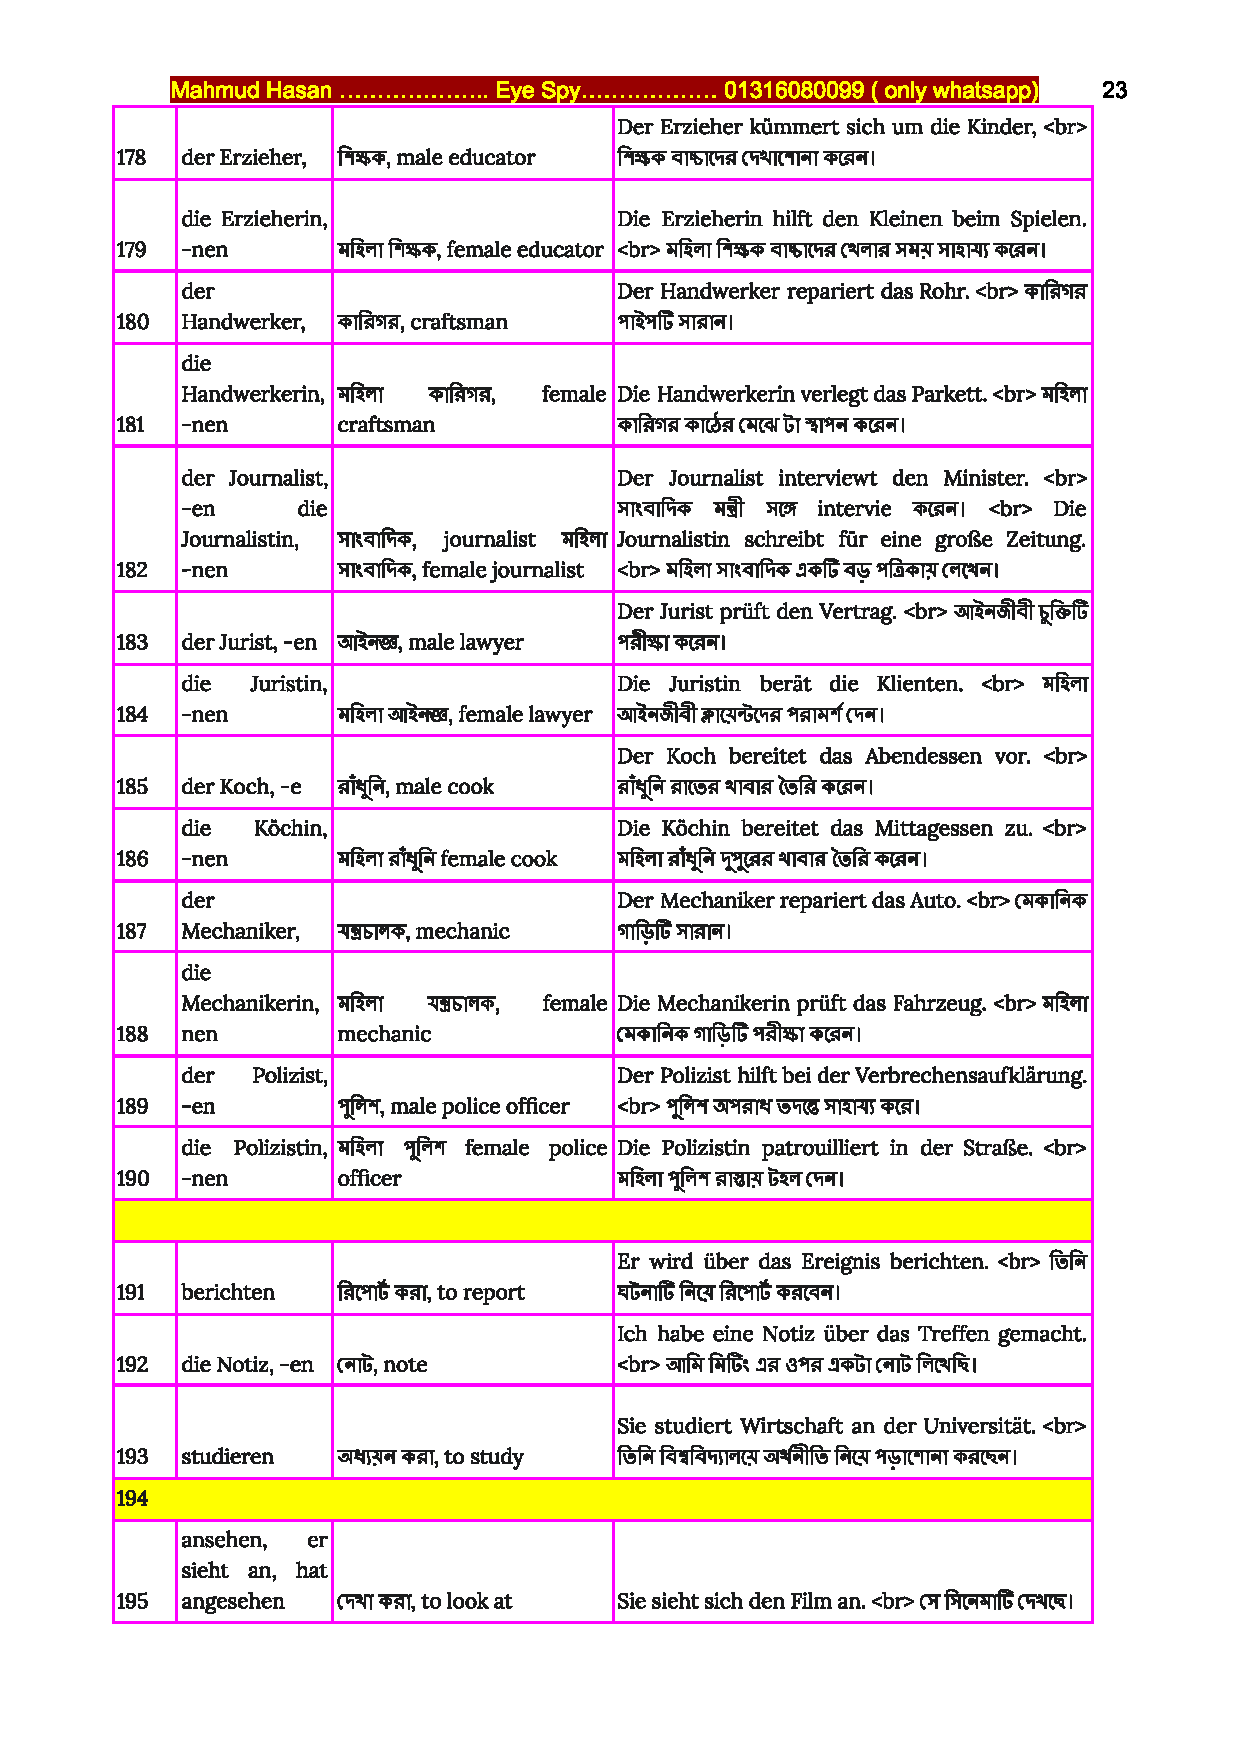 Mahmud Hasan ……………….. Eye Spy……………… 01316080099 ( only whatsapp) 23
Der Erzieher kümmert sich um die Kinder, <br>
178 der Erzieher, শিক্ষক, male educator শিক্ষক বাচ্চাদের দেখাশোনা করেন।
die Erzieherin, Die Erzieherin hilft den Kleinen beim Spielen.
179 -nen মহিলা শিক্ষক, female educator <br> মহিলা শিক্ষক বাচ্চাদের খেলার সময় সাহায্য করেন।
der Der Handwerker repariert das Rohr. <br> কারিগর
180 Handwerker, কারিগর, craftsman পাইপটি সারান।
die
Handwerkerin, মহিলা কারিগর, female Die Handwerkerin verlegt das Parkett. <br> মহিলা
181 -nen craftsman কারিগর কাঠের মেঝে টা স্থাপন করেন।
der Journalist, Der Journalist interviewt den Minister. <br>
-en die সাংবাদিক মন্ত্রী সঙ্গে intervie করেন। <br> Die
Journalistin, সাংবাদিক, journalist মহিলা Journalistin schreibt für eine große Zeitung.
182 -nen সাংবাদিক, female journalist <br> মহিলা সাংবাদিক একটি বড় পত্রিকায় লেখেন।
Der Jurist prüft den Vertrag. <br> আইনজীবী চুক্তিটি
183 der Jurist, -en আইনজ্ঞ, male lawyer পরীক্ষা করেন।
die Juristin, Die Juristin berät die Klienten. <br> মহিলা
184 -nen মহিলা আইনজ্ঞ, female lawyer আইনজীবী ক্লায়েন্টদের পরামর্শ দেন।
Der Koch bereitet das Abendessen vor. <br>
185 der Koch, -e রাঁধুনি, male cook রাঁধুনি রাতের খাবার তৈরি করেন।
die Köchin, Die Köchin bereitet das Mittagessen zu. <br>
186 -nen মহিলা রাঁধুনি female cook মহিলা রাঁধুনি দুপুরের খাবার তৈরি করেন।
der Der Mechaniker repariert das Auto. <br> মেকানিক
187 Mechaniker, যন্ত্রচালক, mechanic গাড়িটি সারান।
die
Mechanikerin, মহিলা যন্ত্রচালক, female Die Mechanikerin prüft das Fahrzeug. <br> মহিলা
188 nen mechanic মেকানিক গাড়িটি পরীক্ষা করেন।
der Polizist, Der Polizist hilft bei der Verbrechensaufklärung.
189 -en পুলিশ, male police officer <br> পুলিশ অপরাধ তদন্তে সাহায্য করে।
die Polizistin, মহিলা পুলিশ female police Die Polizistin patrouilliert in der Straße. <br>
190 -nen officer মহিলা পুলিশ রাস্তায় টহল দেন।
Er wird über das Ereignis berichten. <br> তিনি
191 berichten রিপোর্ট করা, to report ঘটনাটি নিয়ে রিপোর্ট করবেন।
Ich habe eine Notiz über das Treffen gemacht.
192 die Notiz, -en নোট, note <br> আমি মিটিং এর ওপর একটা নোট লিখেছি।
Sie studiert Wirtschaft an der Universität. <br>
193 studieren অধ্যয়ন করা, to study তিনি বিশ্ববিদ্যালয়ে অর্থনীতি নিয়ে পড়াশোনা করছেন।
194
ansehen, er
sieht an, hat
195 angesehen দেখা করা, to look at Sie sieht sich den Film an. <br> সে সিনেমাটি দেখছে।